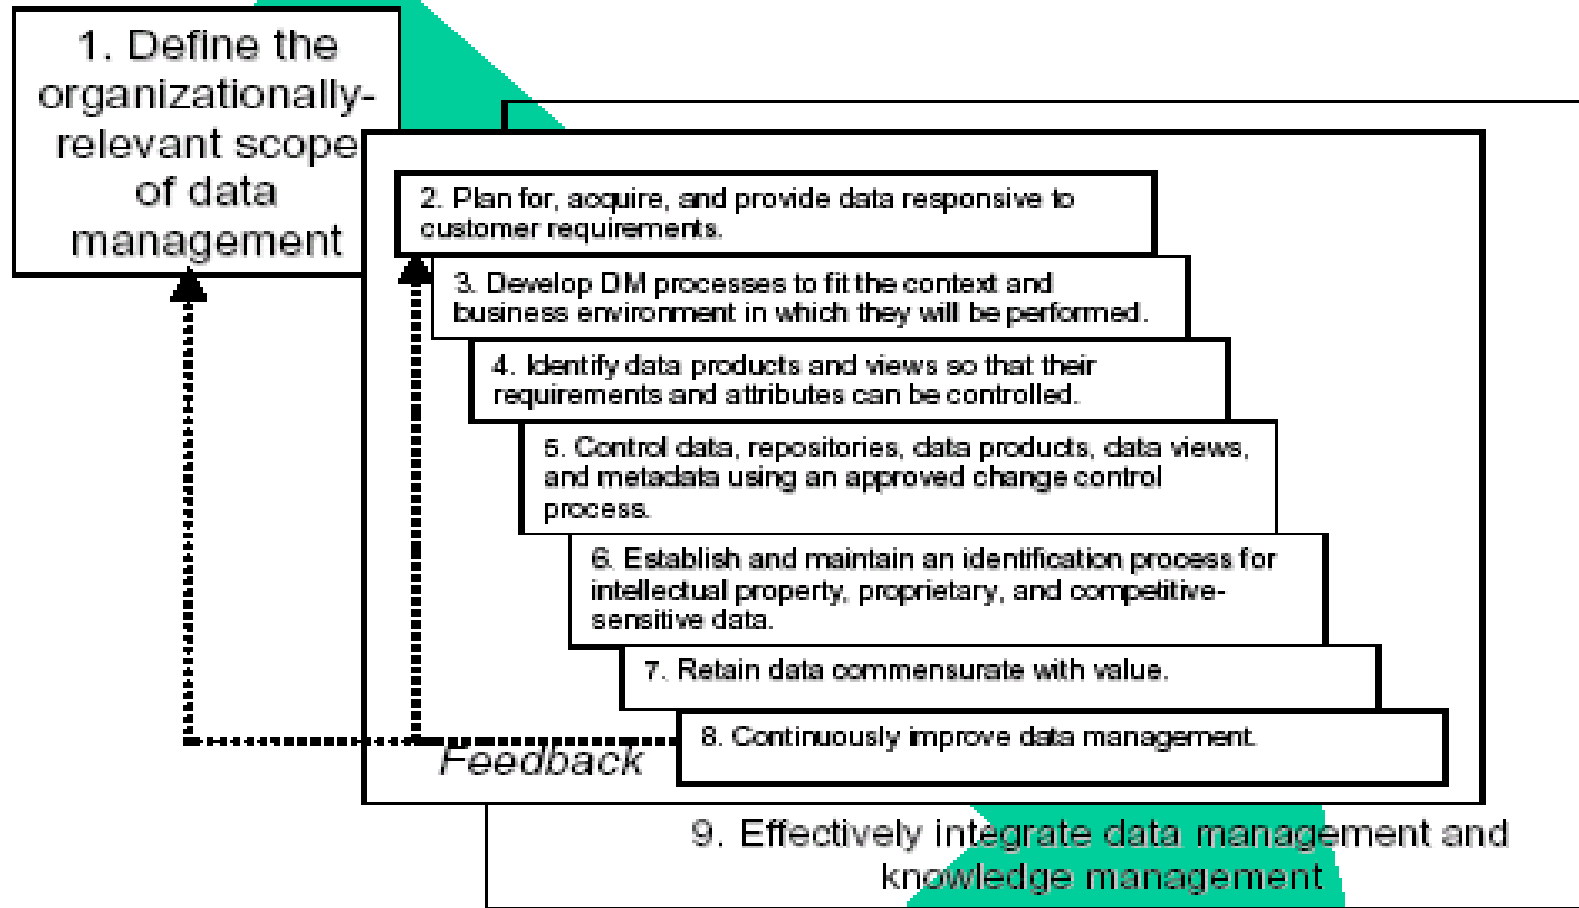 1. Define the
organizationally-
relevant scope
of data
management
2. Plan for, acquire, and provide data responsive to
customer requirements.
3. Develop DM processes to fit the context and
business environment in which they will be performed.
4. Identify data products and views so that their
requirements and attributes can be controlled.
5. Control data, repositories, data products, data views,
and metadata using an approved change control
process.
6. Establish and maintain an identification process for
intellectual property, proprietary, and competitive-
sensitive data.
7. Retain data commensurate with value.
8. Continuously improve data management.
Feedback
9. Effectively integrate data management and
knowledge management